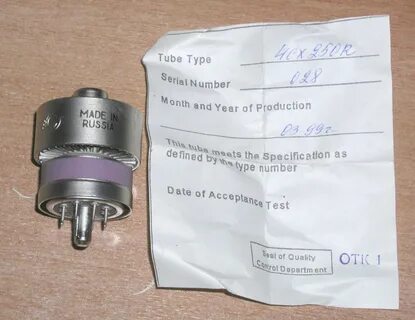 MADE IN
RUSSIA
Tube Type 4CX250R
Serial Number 028
Month and Year of Production
03.99г
This tube meets the Specification as
defined by the type number
Date of Acceptance Test
Seal of Quality
Control Department
ОТК 1